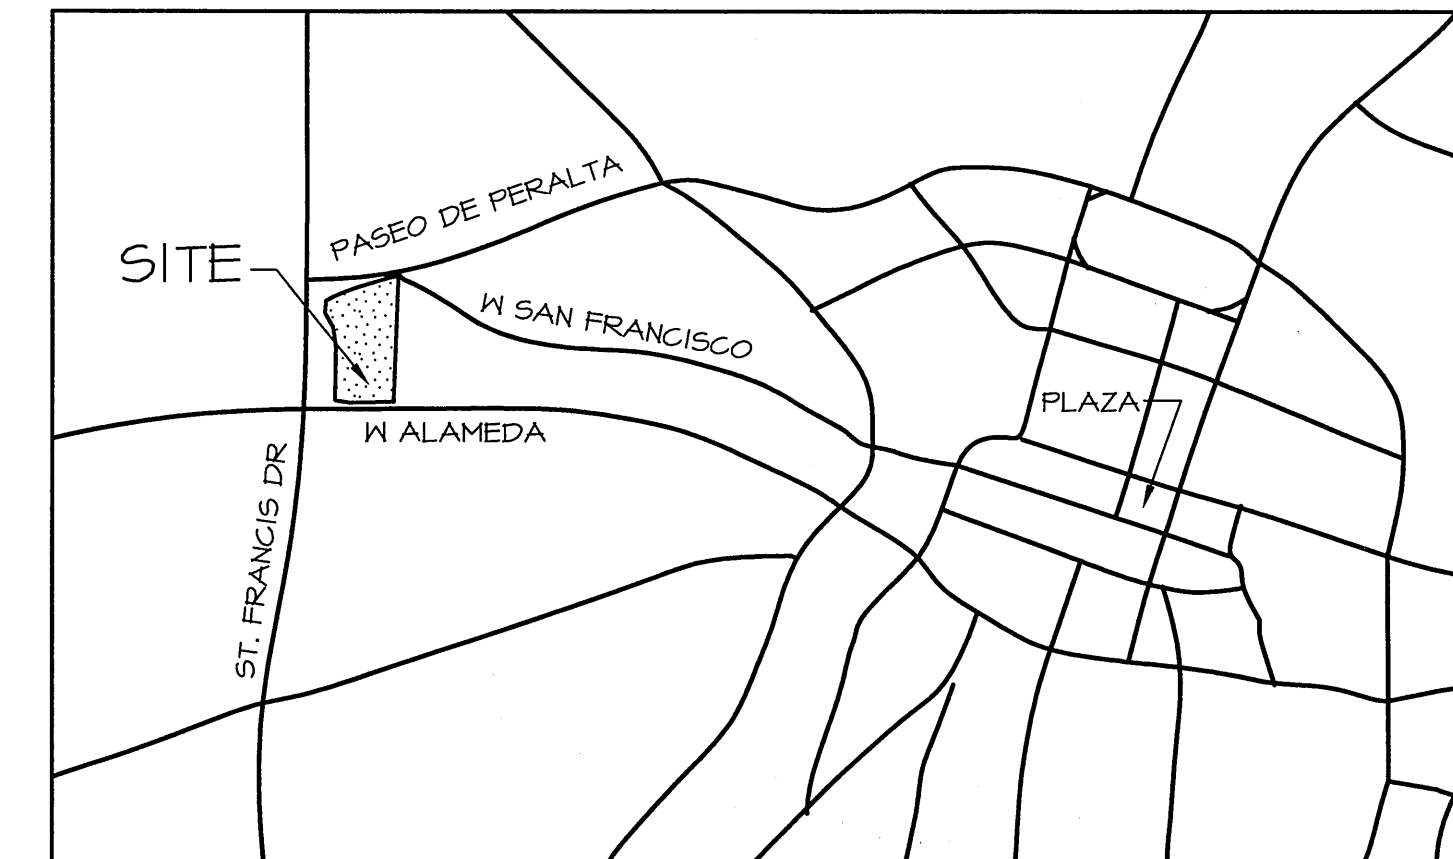 PASEO DE PERALTA
SITE
W SAN FRANCISCO
PLAZA
W ALAMEDA
ST. FRANCIS DR